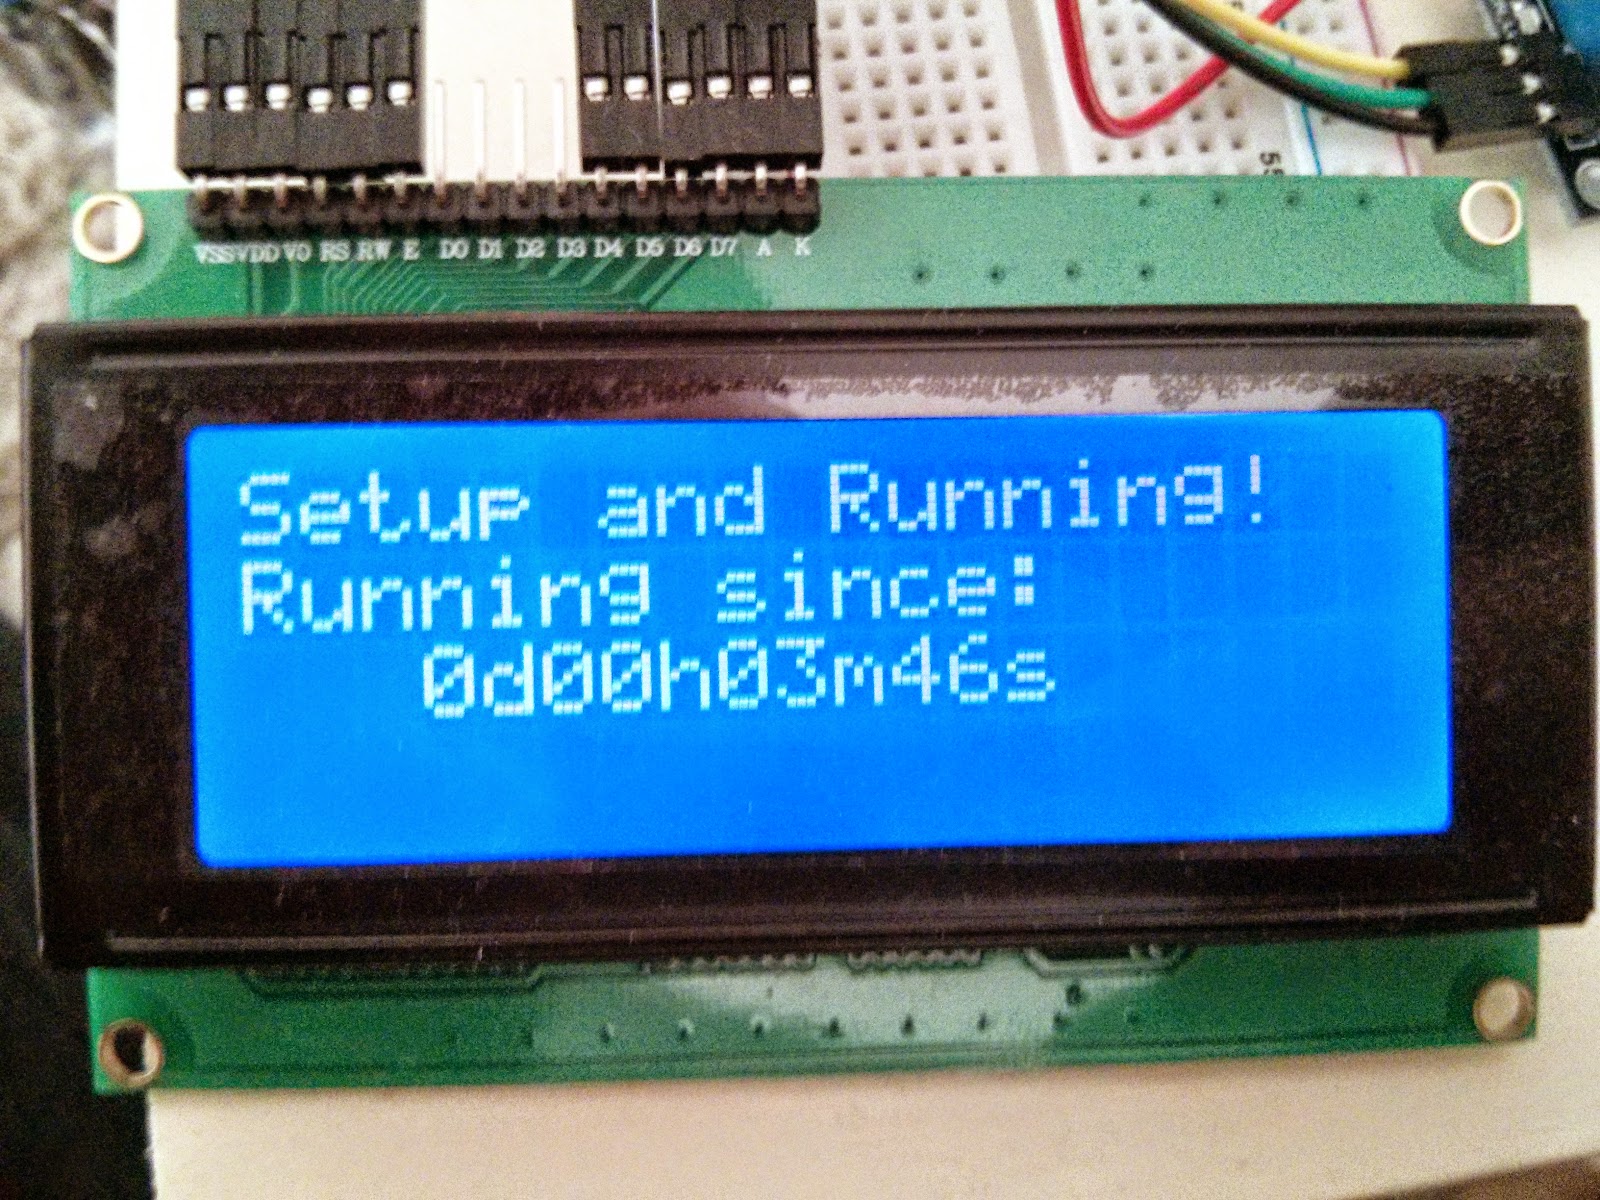 55
VSS VDD V0 RS RW E D0 D1 D2 D3 D4 D5 D6 D7 A K
Setup and Running!
Running since:
0d00h03m46s